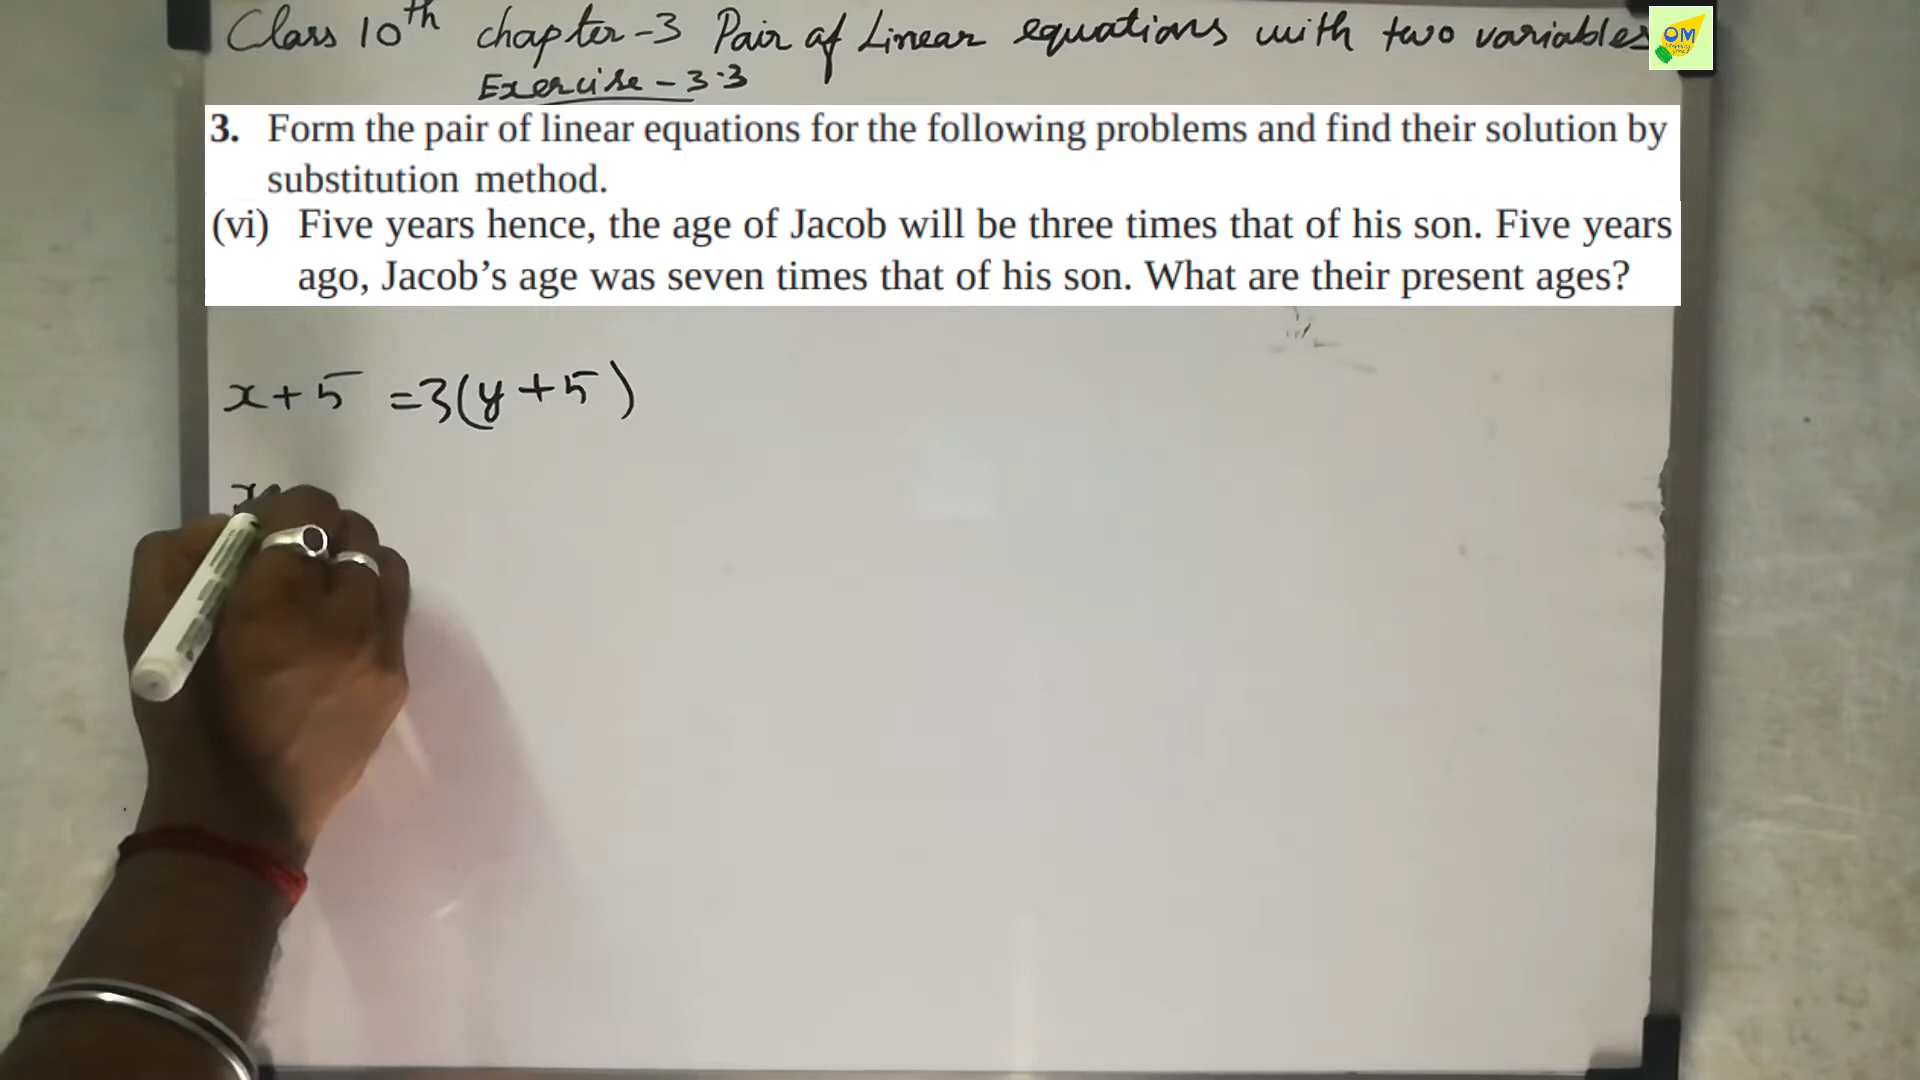 Class 10th chapter-3 Pair of Linear equations with two variables
Exercise - 3.3
OM
3. Form the pair of linear equations for the following problems and find their solution by
substitution method.
(vi) Five years hence, the age of Jacob will be three times that of his son. Five years
ago, Jacob’s age was seven times that of his son. What are their present ages?
x+5 =3(y+5)
x